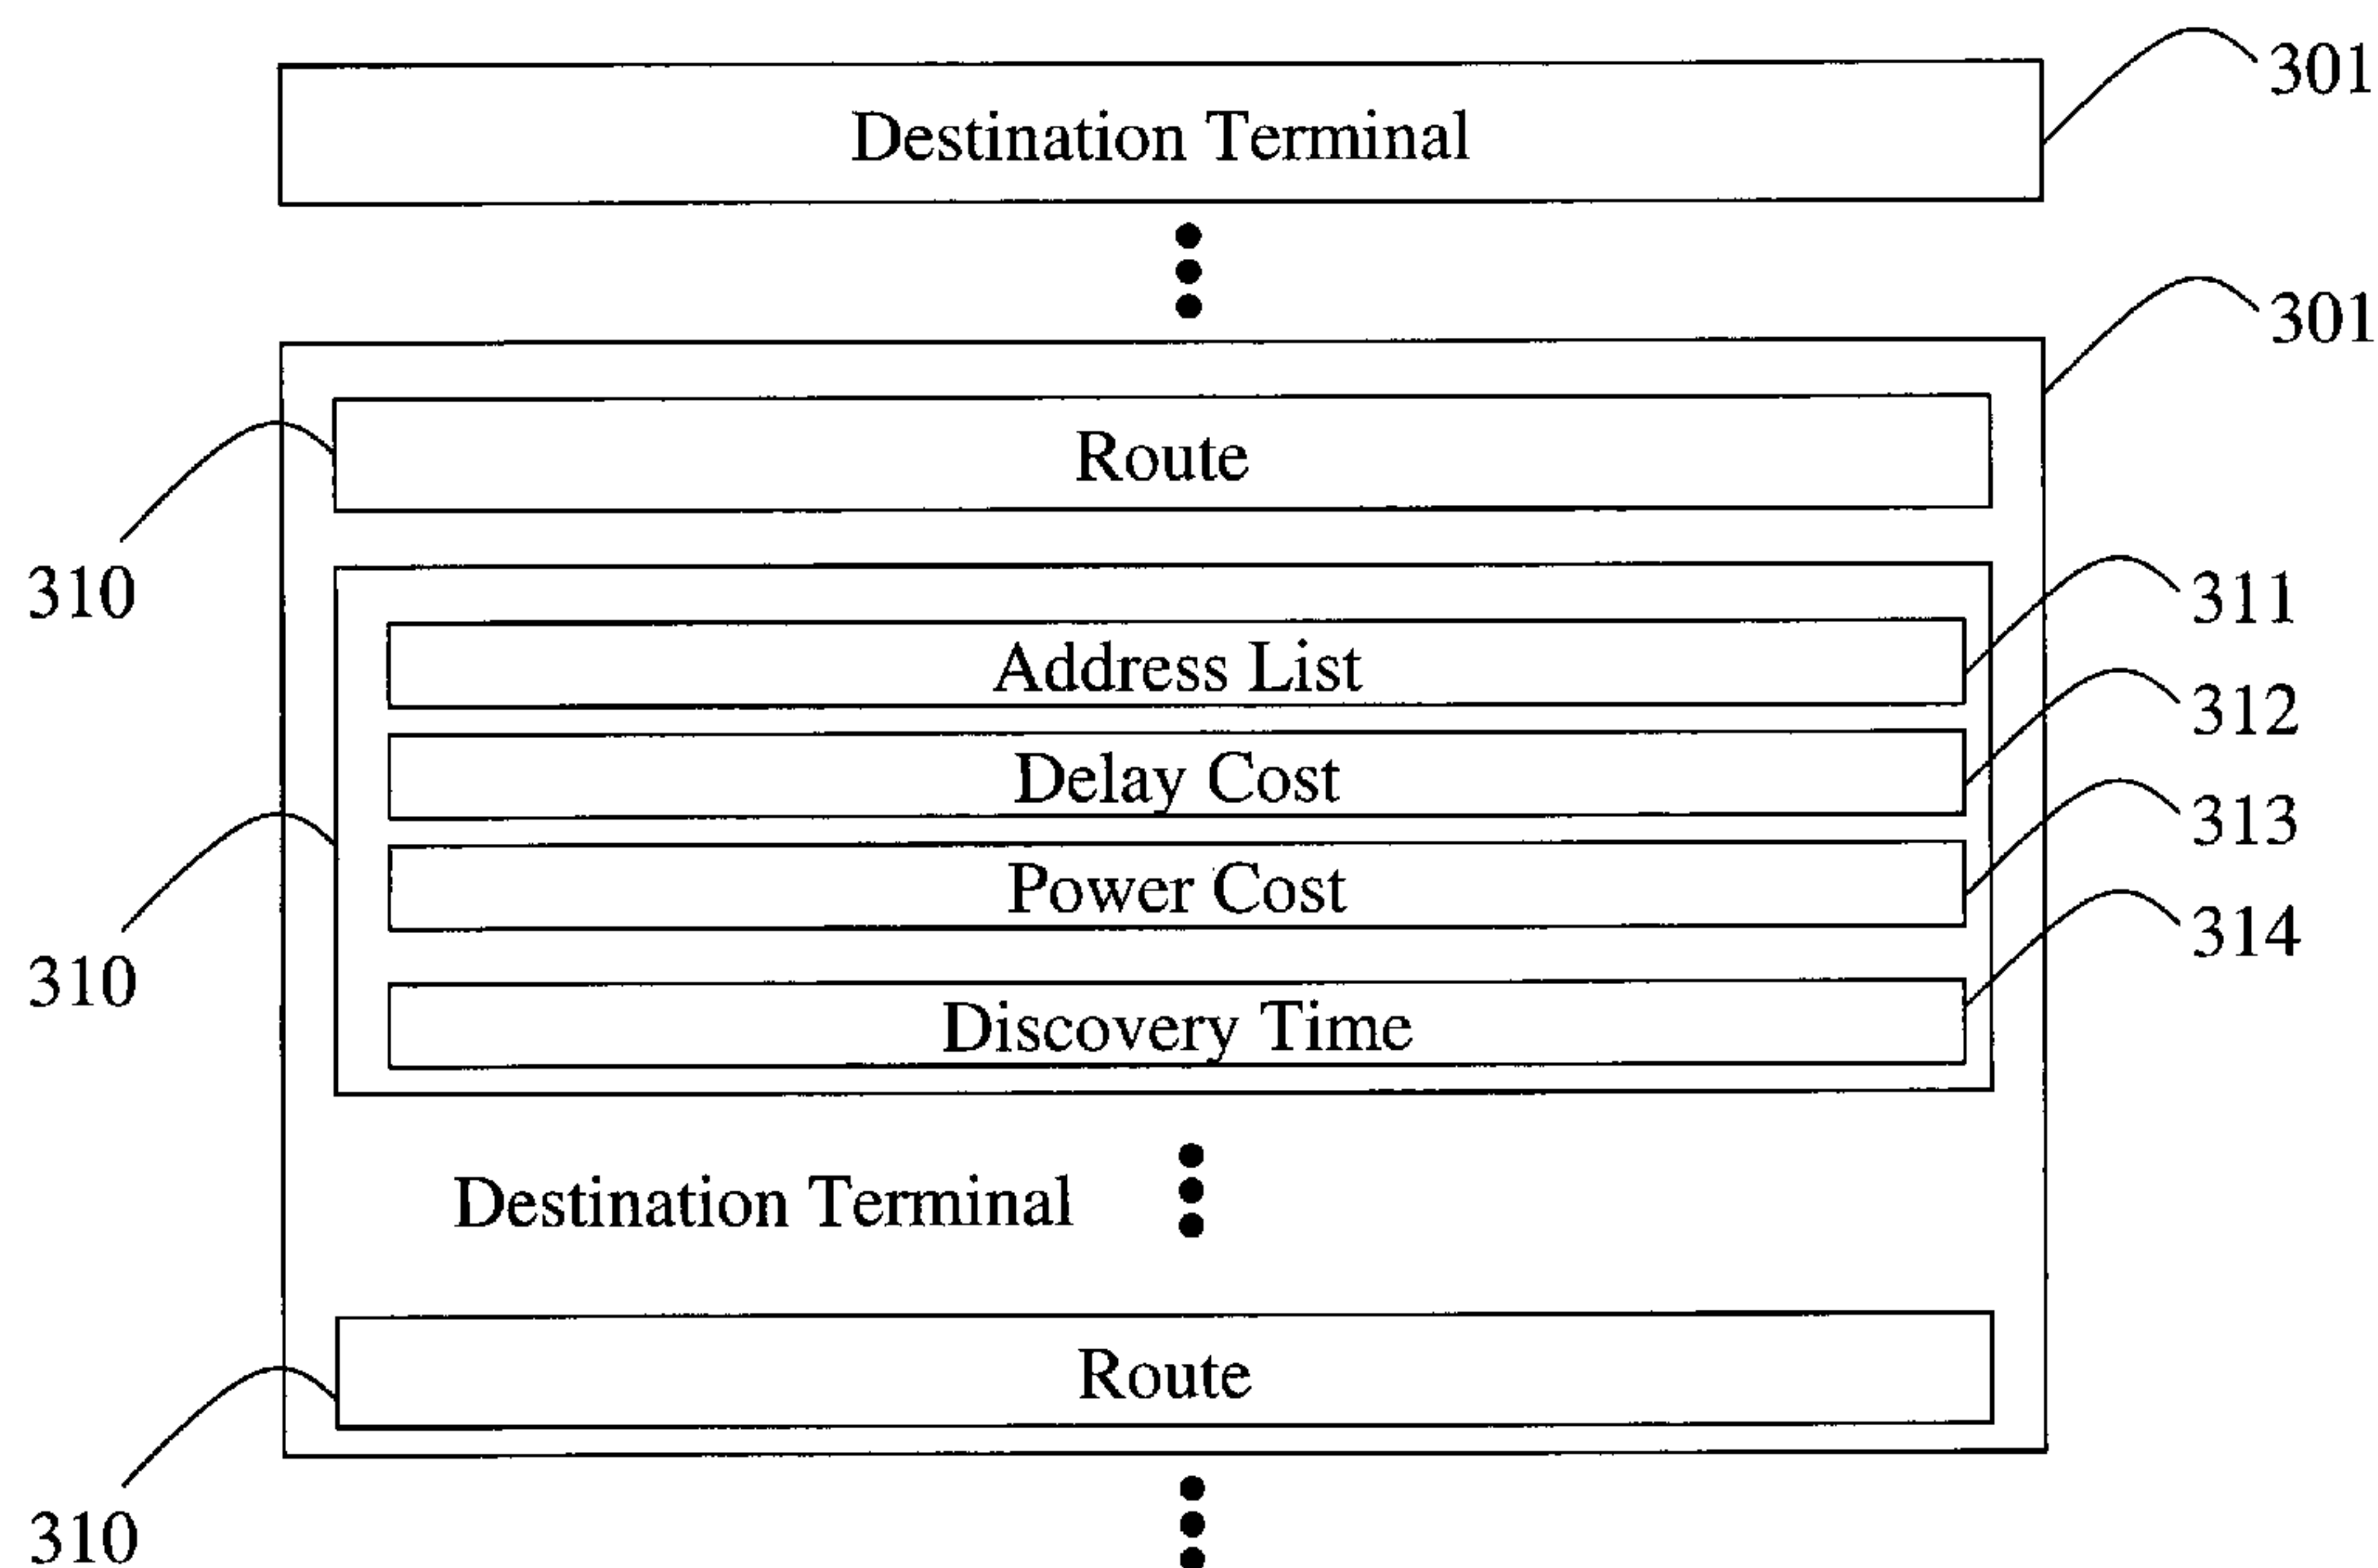 301
Destination Terminal
301
Route
310
311
Address List
312
Delay Cost
313
Power Cost
314
310
Discovery Time
Destination Terminal
Route
310